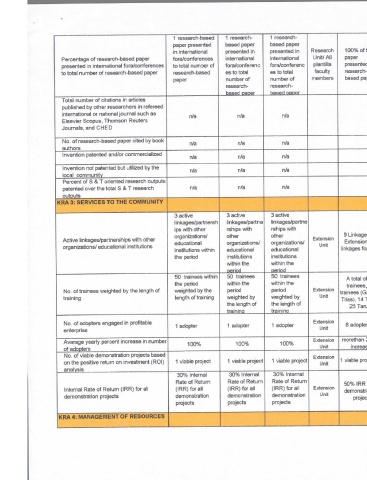 Percentage of research-based paper
presented in international fora/conferences
to total number of research-based paper
1 research-based
paper presented
in international
fora/conferences
to total number of
research-based
paper
1 research-
based paper
presented in
international
fora/conferenc
es to total
number of
research-
based paper
1 research-
based paper
presented in
international
fora/conferenc
es to total
number of
research-
based paper
Research
Unit/ All
plantilla
faculty
members
100% of
paper
presented
research-
based pap
Total number of citations in articles
published by other researchers in refereed
international or national journal such as
Elsevier Scopus, Thomson Reuters
Journals, and CHED
n/a
n/a
n/a
No. of research-based paper cited by book
authors
n/a
n/a
n/a
Invention patented and/or commercialized
n/a
n/a
n/a
Invention not patented but utilized by the
local community
n/a
n/a
n/a
Percent of S & T oriented research outputs
patented over the total S & T research
outputs
n/a
n/a
n/a
KRA 3: SERVICES TO THE COMMUNITY
Active linkages/partnerships with other
organizations/ educational institutions
3 active
linkages/partnersh
ips with other
organizations/
educational
institutions within
the period
3 active
linkages/partne
rships with
other
organizations/
educational
institutions
within the
period
3 active
linkages/partne
rships with
other
organizations/
educational
institutions
within the
period
Extension
Unit
9 Linkage
Extension
linkages fo
No. of trainees weighted by the length of
training
50 trainees within
the period
weighted by the
length of training
50 trainees
within the
period
weighted by
the length of
training
50 trainees
within the
period
weighted by
the length of
training
Extension
Unit
A total of
trainees,
trainees (G
Trias), 14 T
25 Tan
No. of adopters engaged in profitable
enterprise
1 adopter
1 adopter
1 adopter
Extension
Unit
8 adopte
Average yearly percent increase in number
of adopters
100%
100%
100%
Extension
Unit
morethan
increas
No. of viable demonstration projects based
on the positive return on investment (ROI)
analysis
1 viable project
1 viable project
1 viable project
Extension
Unit
1 viable pro
Internal Rate of Return (IRR) for all
demonstration projects
30% Internal
Rate of Return
(IRR) for all
demonstration
projects
30% Internal
Rate of Return
(IRR) for all
demonstration
projects
30% Internal
Rate of Return
(IRR) for all
demonstration
projects
Extension
Unit
50% IRR
demonstr
projec
KRA 4: MANAGEMENT OF RESOURCES